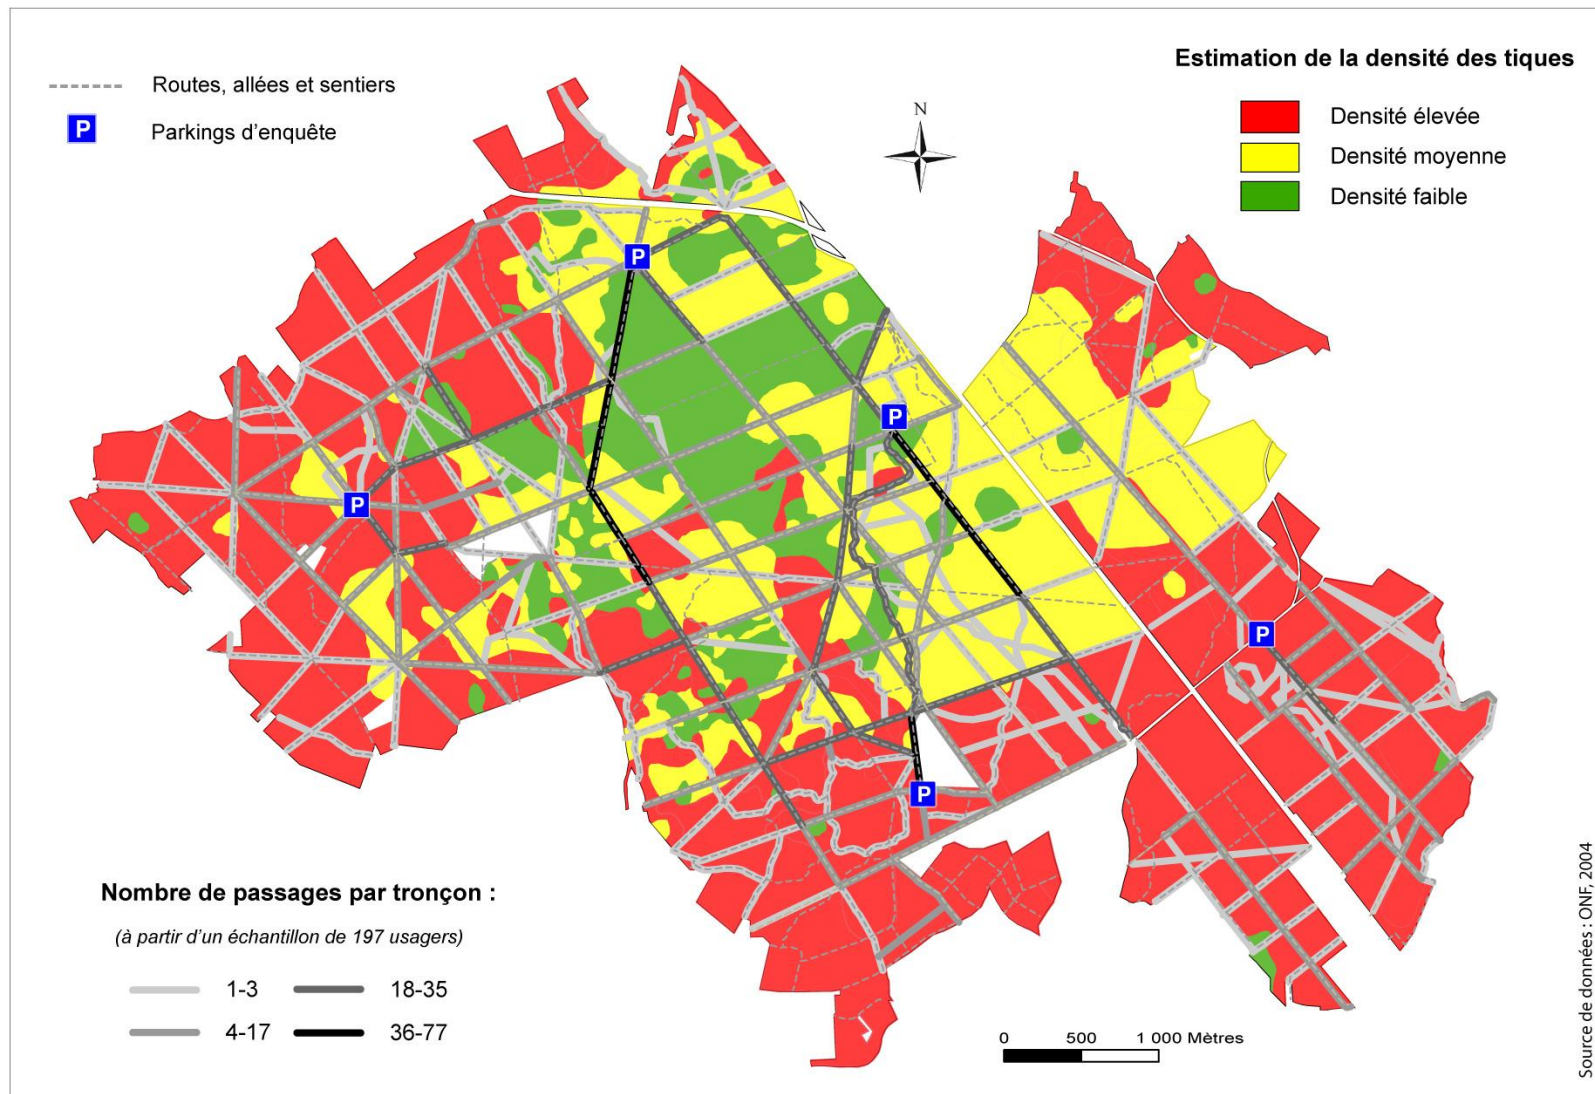 Routes, allées et sentiers
P Parkings d'enquête
Estimation de la densité des tiques
Densité élevée
Densité moyenne
Densité faible
N
P
P
P
P
P
Nombre de passages par tronçon :
(à partir d'un échantillon de 197 usagers)
1-3 18-35
4-17 36-77
0 500 1 000 Mètres
Source de données : ONF, 2004